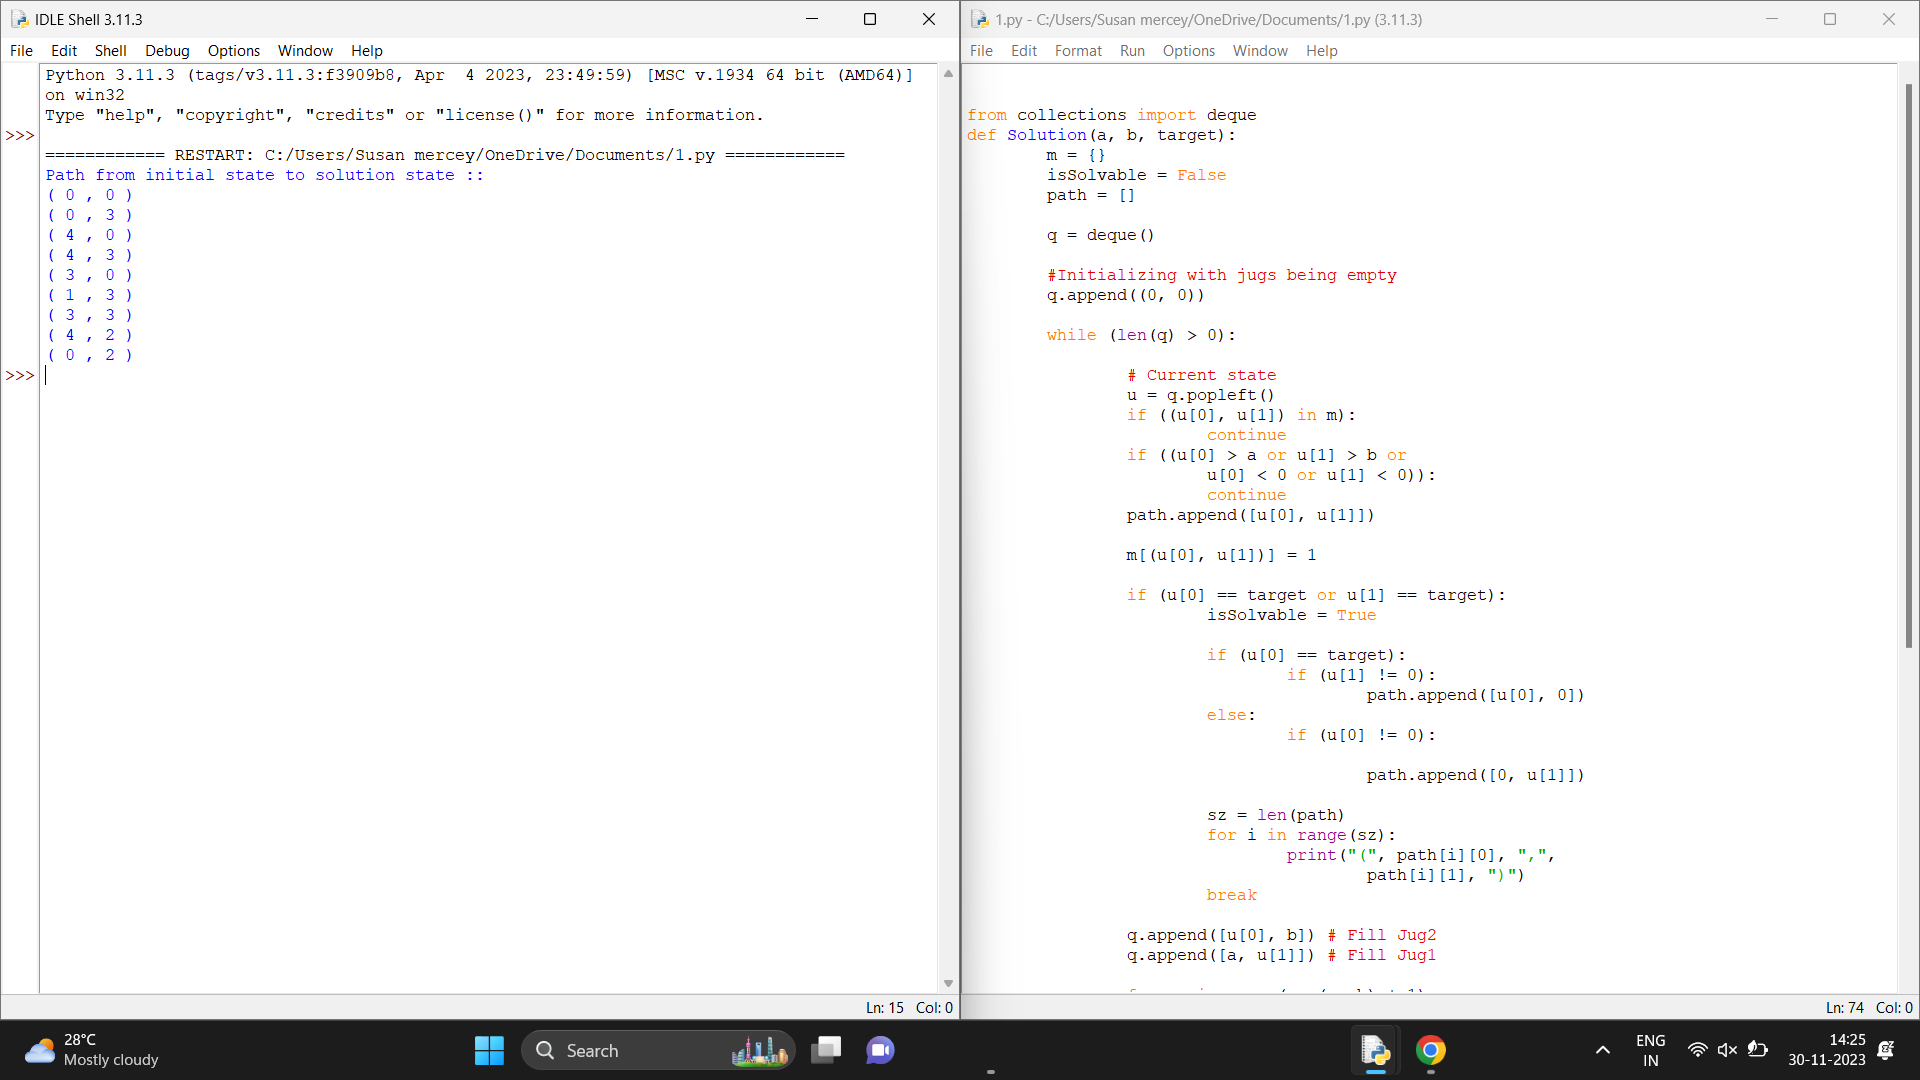 IDLE Shell 3.11.3
File Edit Shell Debug Options Window Help
Python 3.11.3 (tags/v3.11.3:f3909b8, Apr  4 2023, 23:49:59) [MSC v.1934 64 bit (AMD64)]
on win32
Type "help", "copyright", "credits" or "license()" for more information.
>>>
============ RESTART: C:/Users/Susan mercey/OneDrive/Documents/1.py ============
Path from initial state to solution state ::
( 0 , 0 )
( 0 , 3 )
( 4 , 0 )
( 4 , 3 )
( 3 , 0 )
( 1 , 3 )
( 3 , 3 )
( 4 , 2 )
( 0 , 2 )
>>>
Ln: 15 Col: 0
1.py - C:/Users/Susan mercey/OneDrive/Documents/1.py (3.11.3)
File Edit Format Run Options Window Help
from collections import deque
def Solution(a, b, target):
        m = {}
        isSolvable = False
        path = []
        q = deque()
        #Initializing with jugs being empty
        q.append((0, 0))
        while (len(q) > 0):
                # Current state
                u = q.popleft()
                if ((u[0], u[1]) in m):
                        continue
                if ((u[0] > a or u[1] > b or
                        u[0] < 0 or u[1] < 0)):
                        continue
                path.append([u[0], u[1]])
                m[(u[0], u[1])] = 1
                if (u[0] == target or u[1] == target):
                        isSolvable = True
                        if (u[0] == target):
                                if (u[1] != 0):
                                        path.append([u[0], 0])
                        else:
                                if (u[0] != 0):
                                        path.append([0, u[1]])
                        sz = len(path)
                        for i in range(sz):
                                print("(", path[i][0], ",",
                                        path[i][1], ")")
                        break
                q.append([u[0], b]) # Fill Jug2
                q.append([a, u[1]]) # Fill Jug1
Ln: 74 Col: 0
28°C
Mostly cloudy
Search
ENG
IN
14:25
30-11-2023